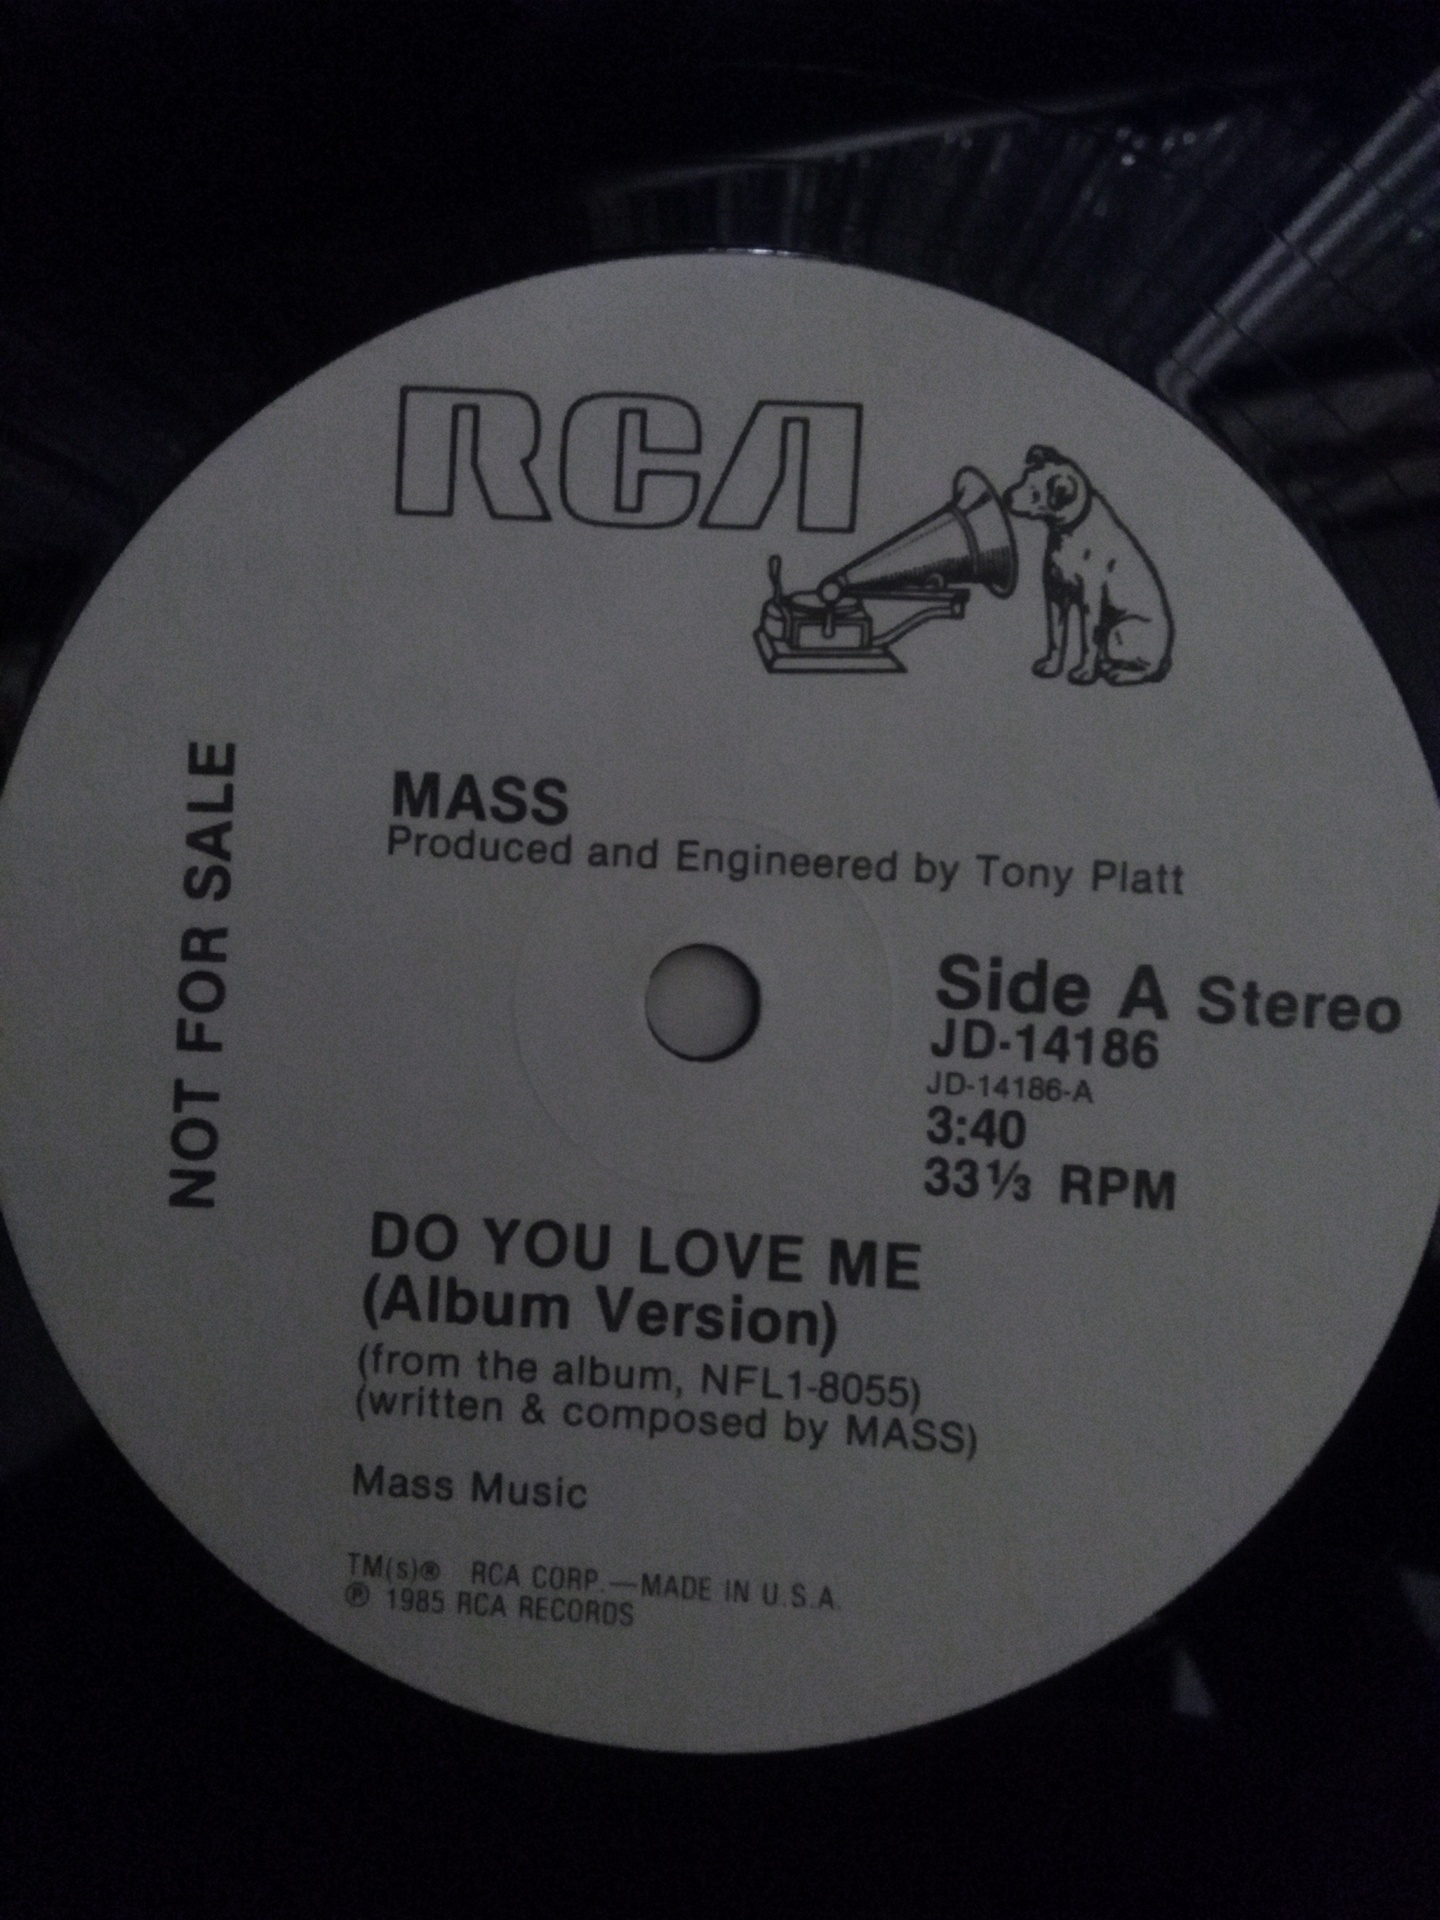 RCA
NOT FOR SALE
MASS
Produced and Engineered by Tony Platt
Side A Stereo
JD-14186
JD-14186-A
3:40
33⅓ RPM
DO YOU LOVE ME
(Album Version)
(from the album, NFL1-8055)
(written & composed by MASS)
Mass Music
TM(s)® RCA CORP.—MADE IN U.S.A.
℗ 1985 RCA RECORDS